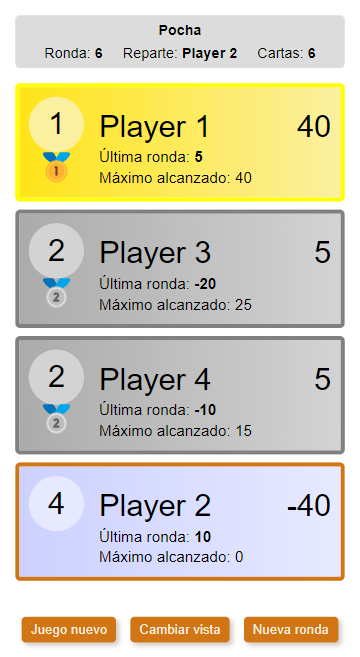 Pocha
Ronda: 6 Reparte: Player 2 Cartas: 6
1
Player 1 40
1
Última ronda: 5
Máximo alcanzado: 40
2
Player 3 5
2
Última ronda: -20
Máximo alcanzado: 25
2
Player 4 5
2
Última ronda: -10
Máximo alcanzado: 15
4
Player 2 -40
Última ronda: 10
Máximo alcanzado: 0
Juego nuevo Cambiar vista Nueva ronda